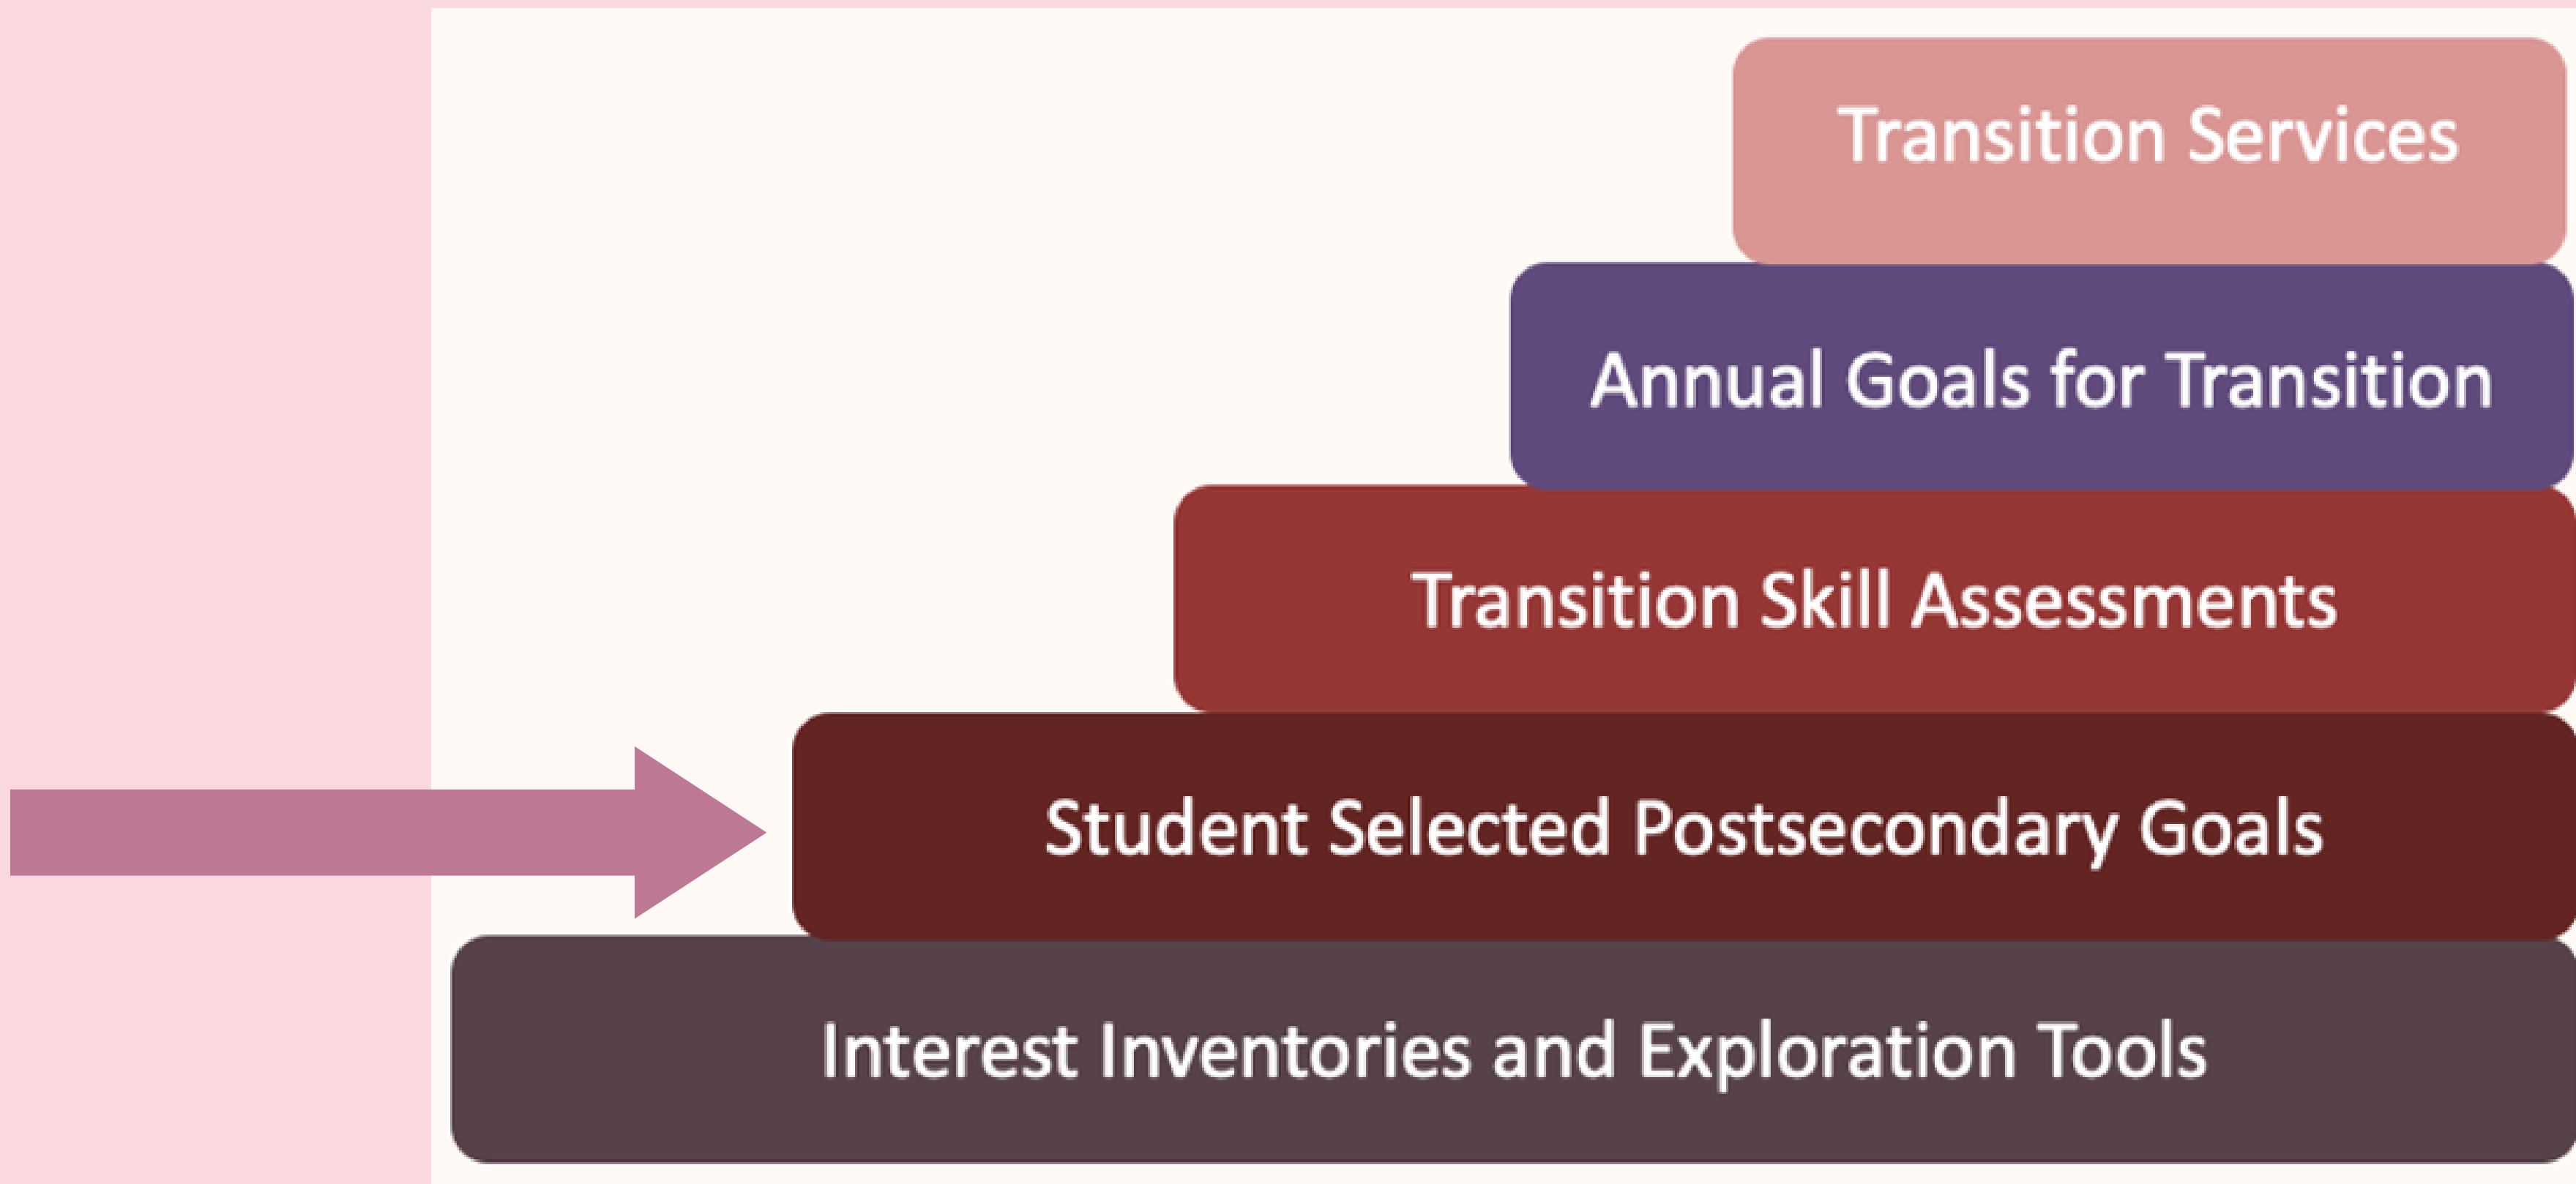 Transition Services
Annual Goals for Transition
Transition Skill Assessments
Student Selected Postsecondary Goals
Interest Inventories and Exploration Tools